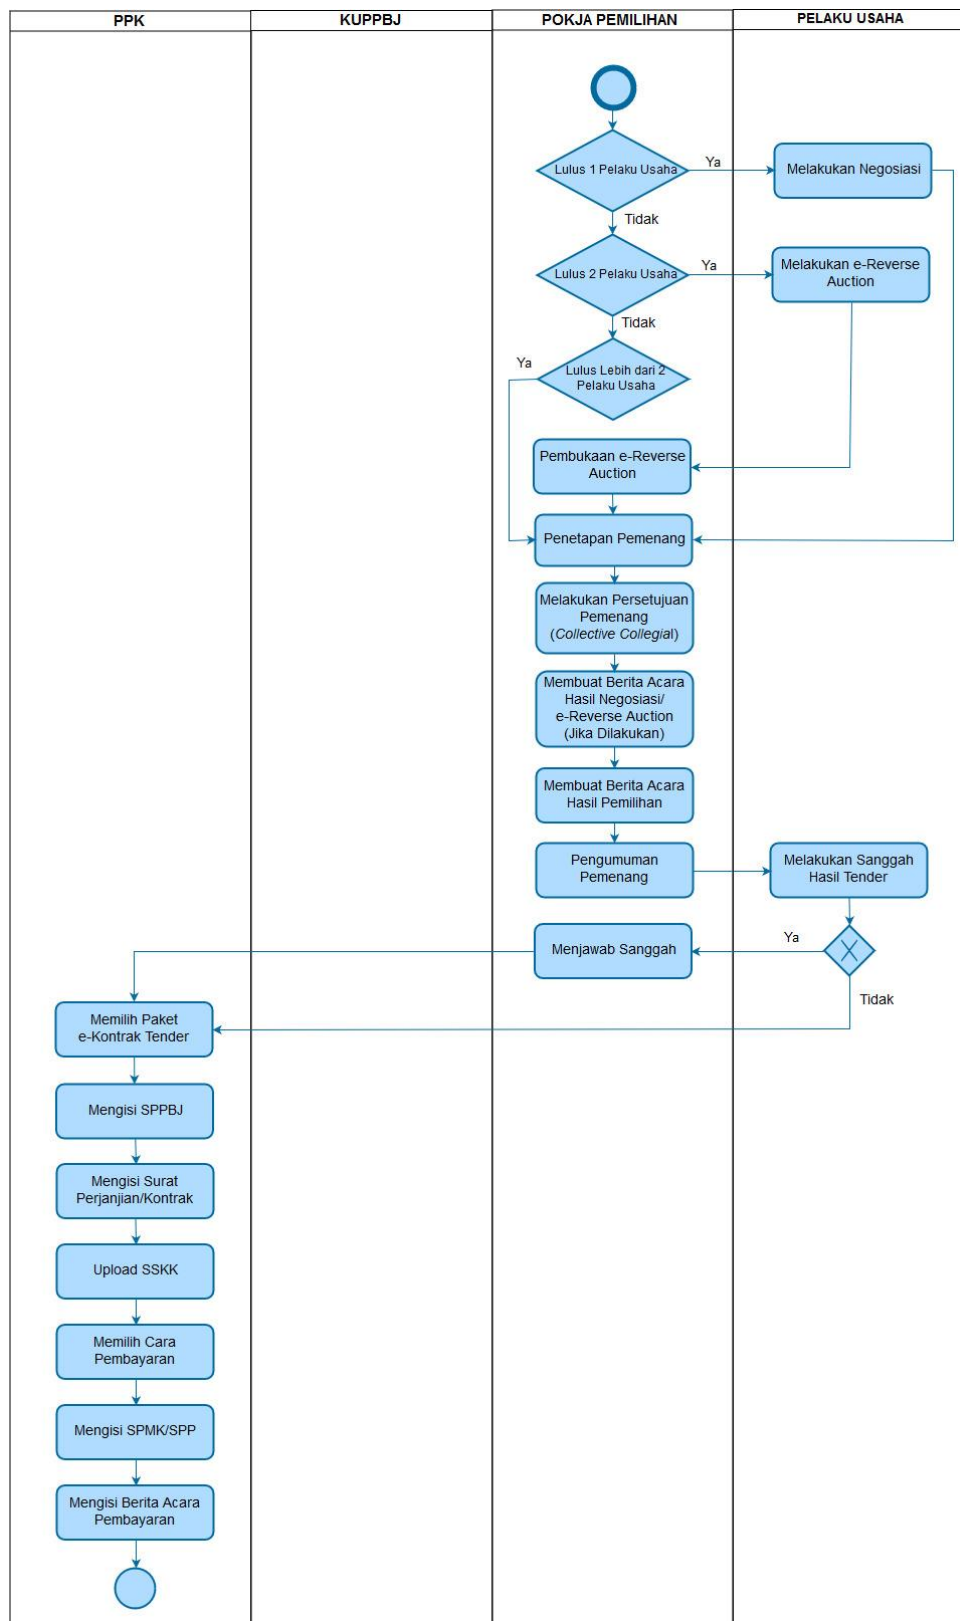 PPK
KUPPBJ
POKJA PEMILIHAN
PELAKU USAHA
Lulus 1 Pelaku Usaha
Ya
Melakukan Negosiasi
Tidak
Lulus 2 Pelaku Usaha
Ya
Melakukan e-Reverse
Auction
Tidak
Ya
Lulus Lebih dari 2
Pelaku Usaha
Pembukaan e-Reverse
Auction
Penetapan Pemenang
Melakukan Persetujuan
Pemenang
(Collective Collegial)
Membuat Berita Acara
Hasil Negosiasi/
e-Reverse Auction
(Jika Dilakukan)
Membuat Berita Acara
Hasil Pemilihan
Pengumuman
Pemenang
Melakukan Sanggah
Hasil Tender
Ya
Menjawab Sanggah
Tidak
Memilih Paket
e-Kontrak Tender
Mengisi SPPBJ
Mengisi Surat
Perjanjian/Kontrak
Upload SSKK
Memilih Cara
Pembayaran
Mengisi SPMK/SPP
Mengisi Berita Acara
Pembayaran